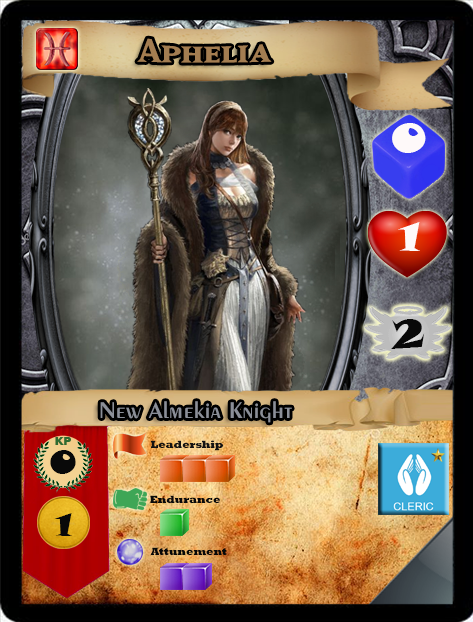 Aphelia
1
2
New Almekia Knight
KP
1
Leadership
Endurance
Attunement
CLERIC